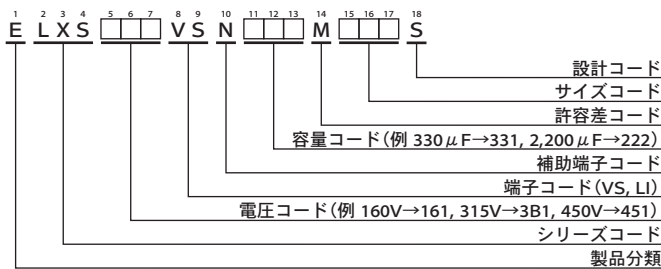 1 2 3 4 5 6 7 8 9 10 11 12 13 14 15 16 17 18
E L X S □□□ V S N □□□ M □□□ S
設計コード
サイズコード
許容差コード
容量コード(例 330μF→331, 2,200μF→222)
補助端子コード
端子コード(VS, LI)
電圧コード(例 160V→161, 315V→3B1, 450V→451)
シリーズコード
製品分類